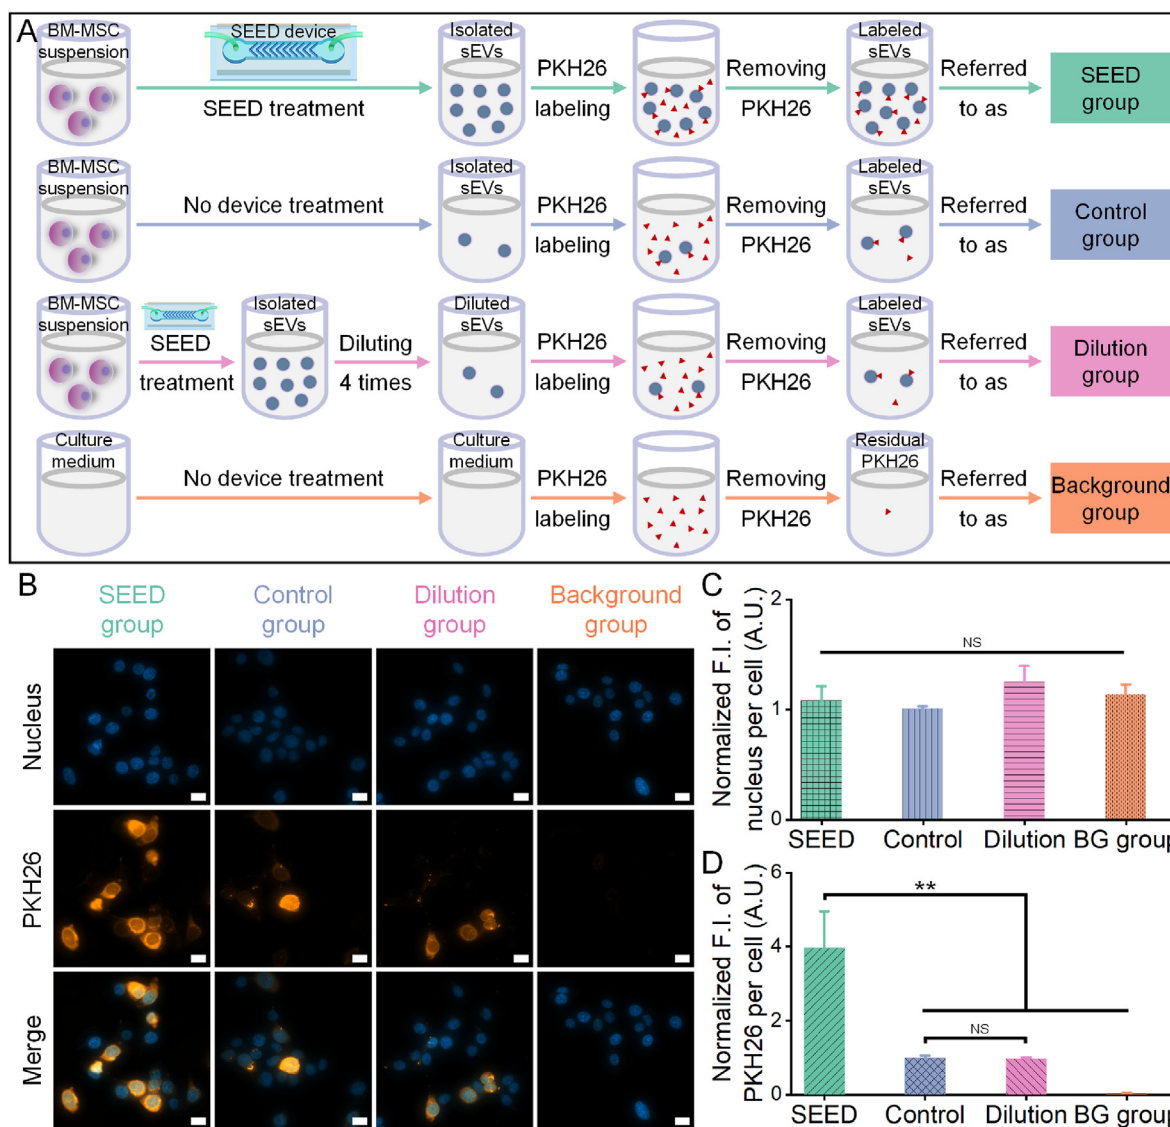 A
BM-MSC
suspension
SEED device
SEED treatment
Isolated
sEVs
PKH26
labeling
Removing
PKH26
Labeled
sEVs
Referred
to as
SEED
group
BM-MSC
suspension
No device treatment
Isolated
sEVs
PKH26
labeling
Removing
PKH26
Labeled
sEVs
Referred
to as
Control
group
BM-MSC
suspension
SEED
treatment
Isolated
sEVs
Diluting
4 times
Diluted
sEVs
PKH26
labeling
Removing
PKH26
Labeled
sEVs
Referred
to as
Dilution
group
Culture
medium
No device treatment
Culture
medium
PKH26
labeling
Removing
PKH26
Residual
PKH26
Referred
to as
Background
group
B
SEED
group
Control
group
Dilution
group
Background
group
Nucleus
PKH26
Merge
C
Normalized F.I. of
nucleus per cell (A.U.)
2
1
0
NS
SEED
Control
Dilution
BG group
D
Normalized F.I. of
PKH26 per cell (A.U.)
6
4
2
0
**
NS
SEED
Control
Dilution
BG group